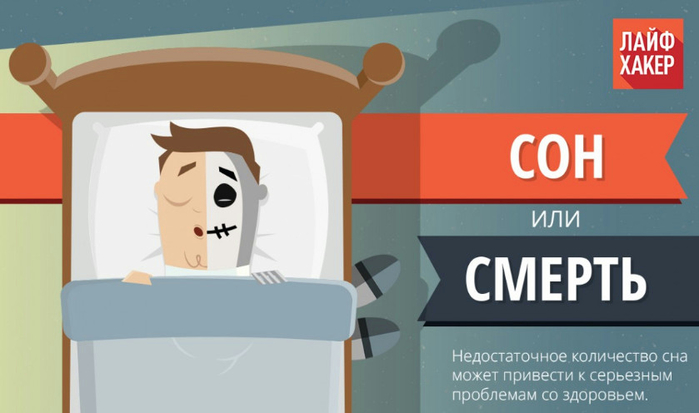 ЛАЙФ
ХАКЕР
СОН
ИЛИ
СМЕРТЬ
Недостаточное количество сна
может привести к серьезным
проблемам со здоровьем.